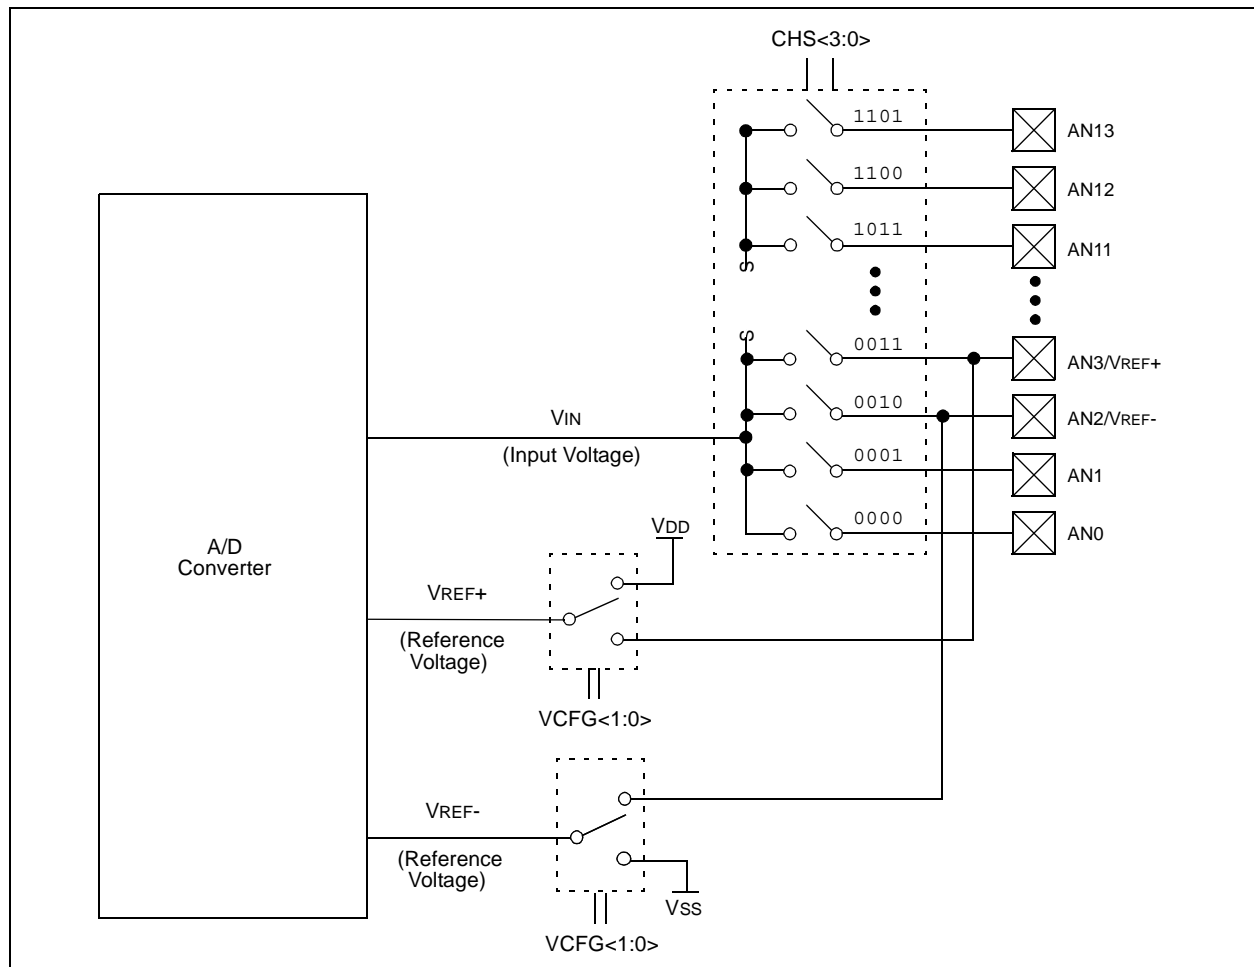 CHS<3:0>
1101
AN13
1100
AN12
1011
AN11
0011
AN3/VREF+
0010
AN2/VREF-
VIN
(Input Voltage)
0001
AN1
0000
AN0
VDD
A/D
Converter
VREF+
(Reference
Voltage)
VCFG<1:0>
VREF-
(Reference
Voltage)
VSS
VCFG<1:0>